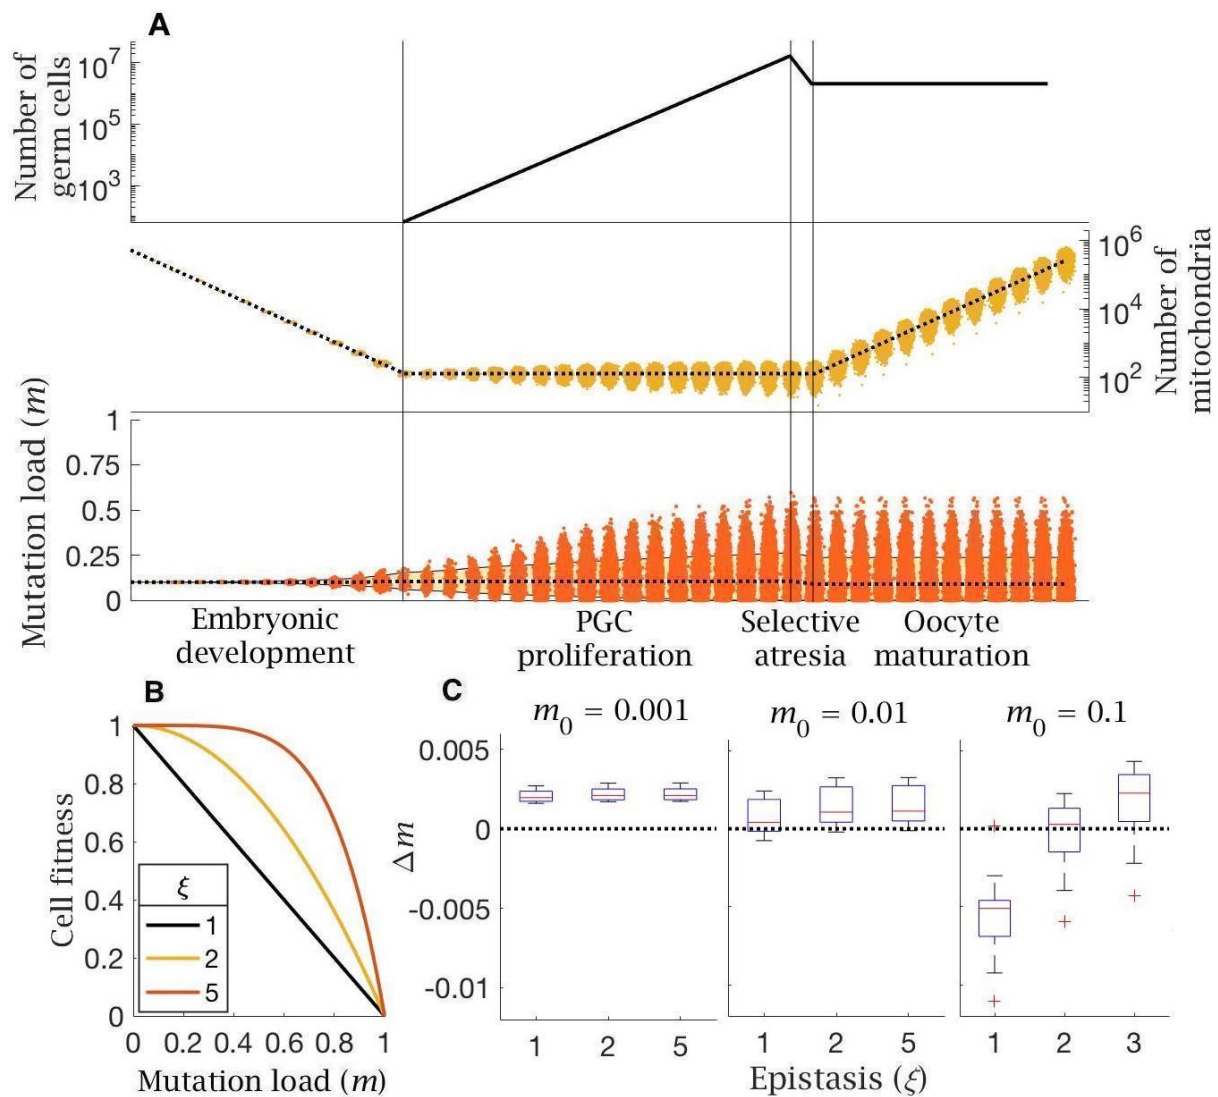 A
Number of
germ cells
10^7
10^5
10^3
Number of
mitochondria
10^6
10^4
10^2
Mutation load (m)
1
0.75
0.5
0.25
0
Embryonic
development
PGC
proliferation
Selective
atresia
Oocyte
maturation
B
Cell fitness
1
0.8
0.6
0.4
0.2
0
ξ
1
2
5
0 0.2 0.4 0.6 0.8 1
Mutation load (m)
C
m_0 = 0.001
m_0 = 0.01
m_0 = 0.1
Δm
0.005
0
-0.005
-0.01
1 2 5
1 2 5
1 2 3
Epistasis (ξ)